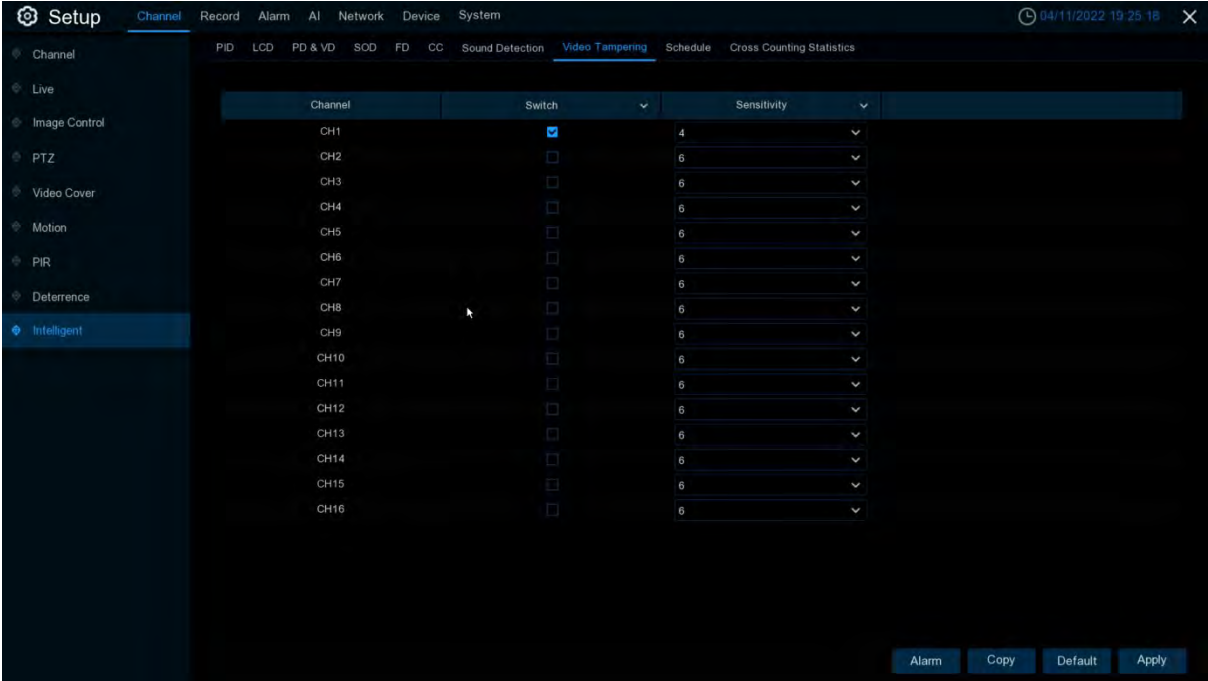 Setup Channel Record Alarm AI Network Device System 04/11/2022 19:25:18
PID LCD PD & VD SOD FD CC Sound Detection Video Tampering Schedule Cross Counting Statistics
Channel
Live
Image Control
PTZ
Video Cover
Motion
PIR
Deterrence
Intelligent
Channel Switch Sensitivity
CH1 4
CH2 6
CH3 6
CH4 6
CH5 6
CH6 6
CH7 6
CH8 6
CH9 6
CH10 6
CH11 6
CH12 6
CH13 6
CH14 6
CH15 6
CH16 6
Alarm Copy Default Apply